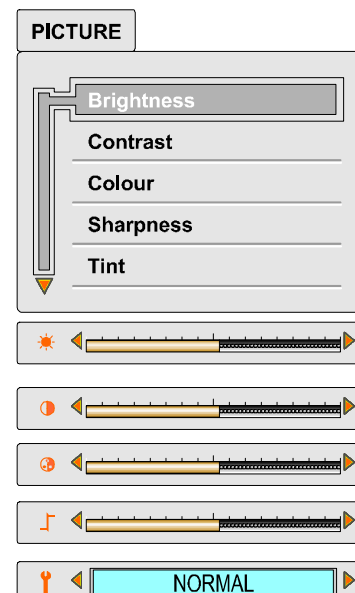 PICTURE
Brightness
Contrast
Colour
Sharpness
Tint
NORMAL